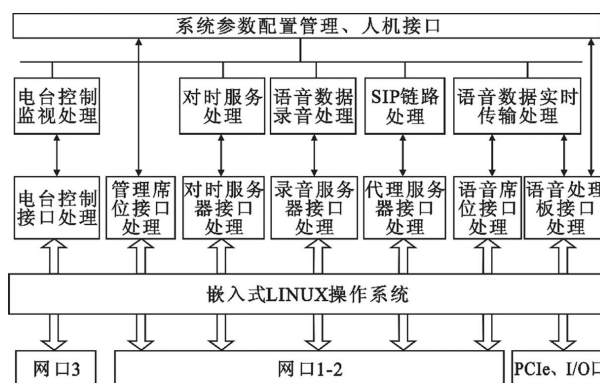 系统参数配置管理、人机接口
电台控制
监视处理
对时服务
处理
语音数据
录音处理
SIP链路
处理
语音数据实时
传输处理
电台控制
接口处理
管理席
位接口
处理
对时服务
器接口
处理
录音服务
器接口
处理
代理服务
器接口
处理
语音席
位接口
处理
语音处理
板接口
处理
嵌入式LINUX操作系统
网口3
网口1-2
PCIe、I/O口